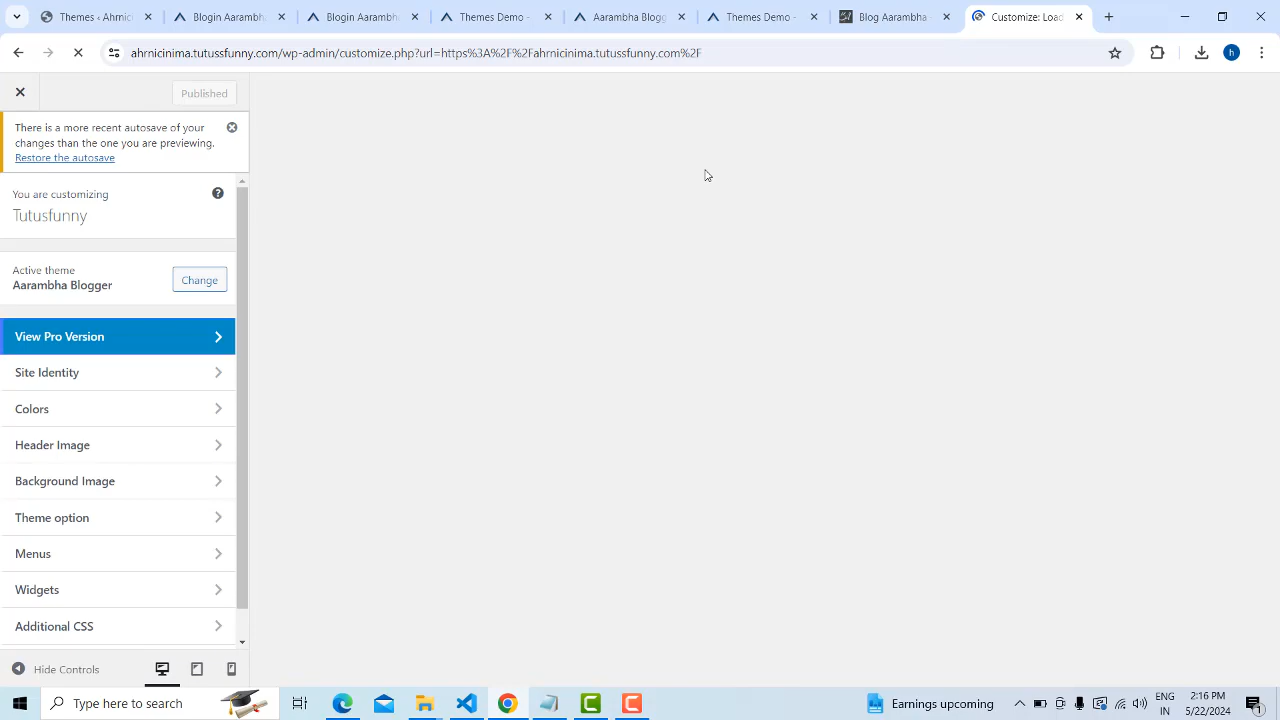 Themes ‹ Ahrnici
Blogin Aarambh
Blogin Aarambh
Themes Demo -
Aarambha Blogg
Themes Demo -
Blog Aarambha
Customize: Load
ahrnicinima.tutussfunny.com/wp-admin/customize.php?url=https%3A%2F%2Fahrnicinima.tutussfunny.com%2F
h
Published
There is a more recent autosave of your
changes than the one you are previewing.
Restore the autosave
You are customizing
Tutusfunny
Active theme
Aarambha Blogger
Change
View Pro Version
Site Identity
Colors
Header Image
Background Image
Theme option
Menus
Widgets
Additional CSS
Hide Controls
Type here to search
Earnings upcoming
ENG
IN
2:16 PM
5/22/2024
1